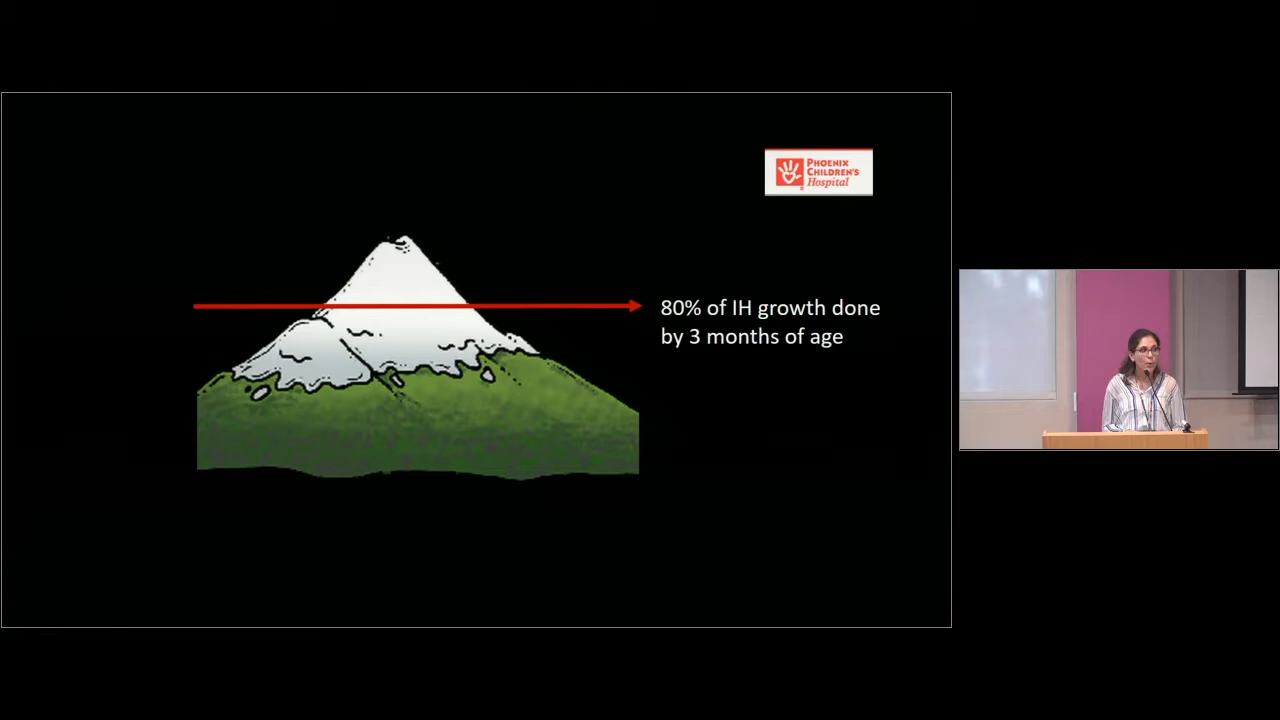 PHOENIX
CHILDREN'S
Hospital
80% of IH growth done
by 3 months of age